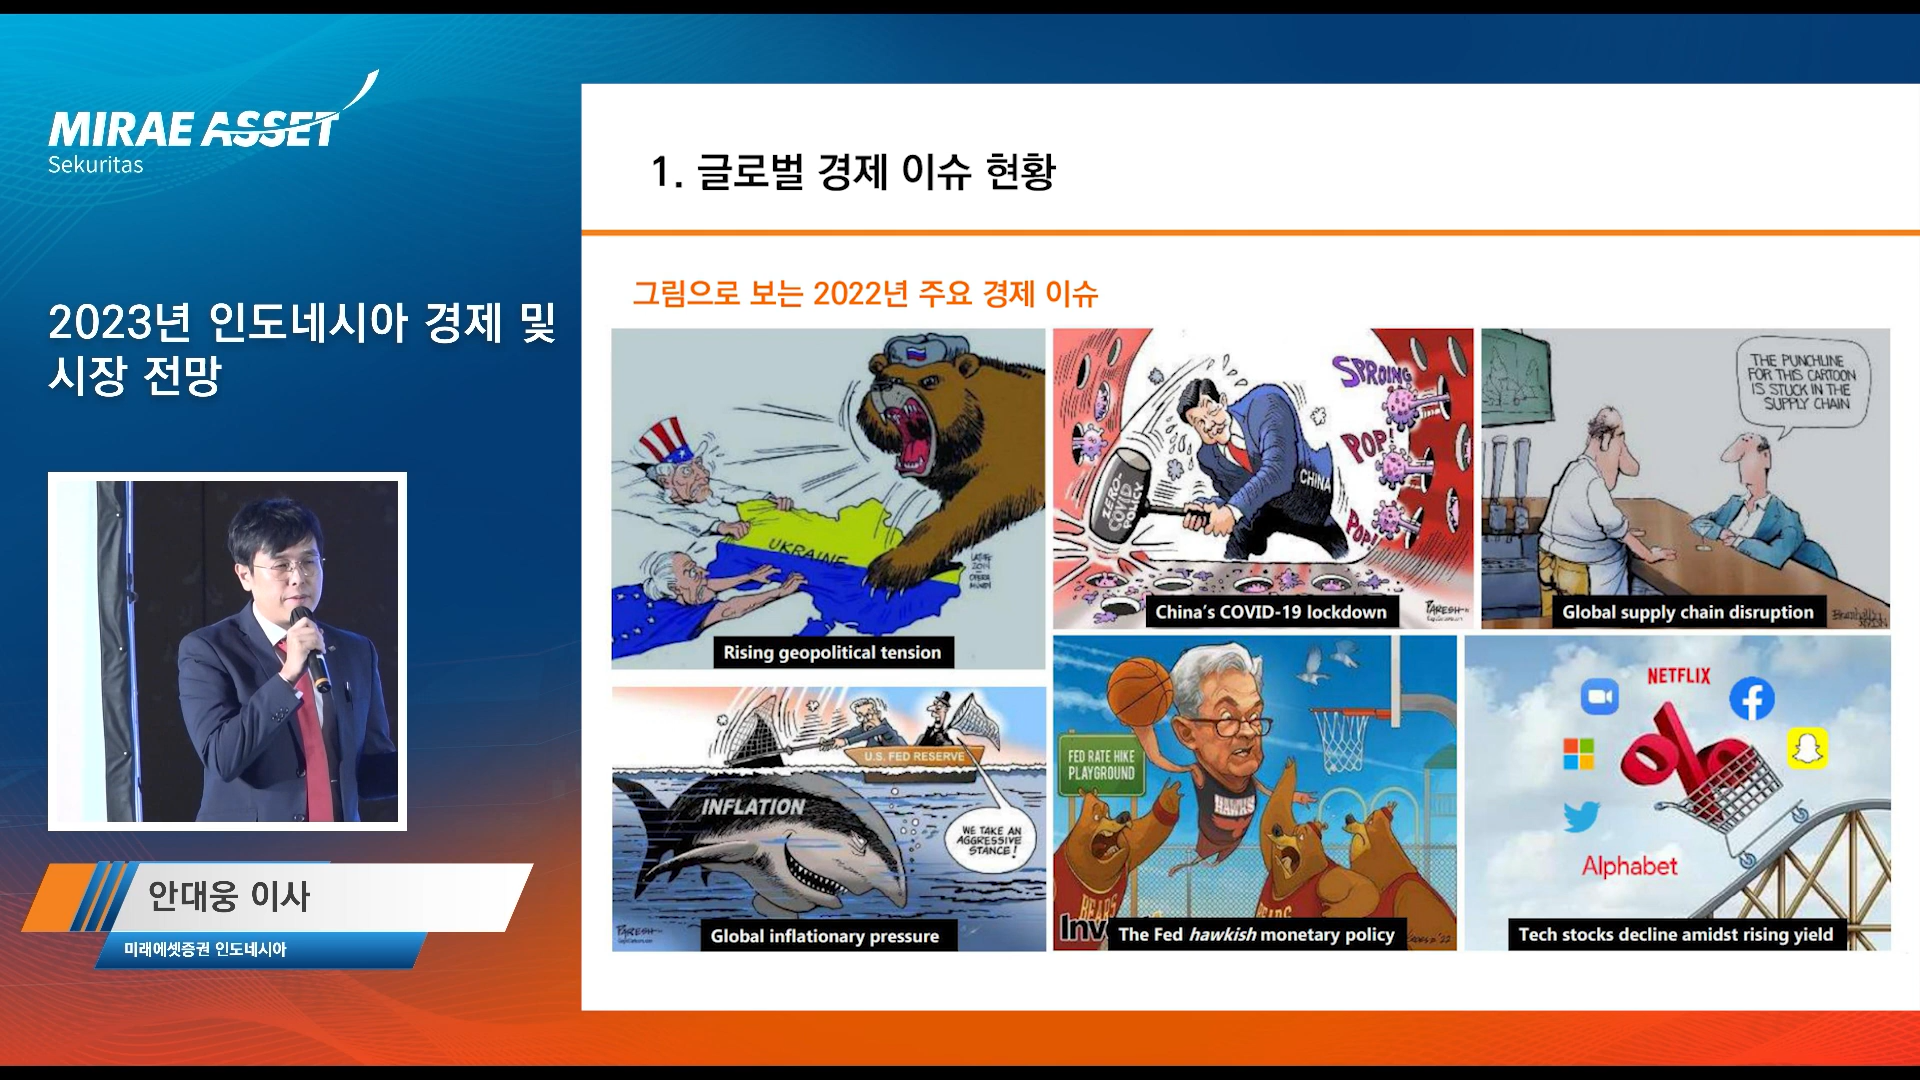 MIRAE ASSET
Sekuritas
2023년 인도네시아 경제 및
시장 전망
안대웅 이사
미래에셋증권 인도네시아
1. 글로벌 경제 이슈 현황
그림으로 보는 2022년 주요 경제 이슈
UKRAINE
Rising geopolitical tension
SPROING
POP!
POP!
CHINA
ZERO-
COVID
POLICY
PARESH
China's COVID-19 lockdown
THE PUNCHLINE
FOR THIS CARTOON
IS STUCK IN THE
SUPPLY CHAIN
Global supply chain disruption
U.S. FED RESERVE
INFLATION
WE TAKE AN
AGGRESSIVE
STANCE!
PARESH
Global inflationary pressure
FED RATE HIKE
PLAYGROUND
HAWKS
BEARS
BEARS
Inv
The Fed hawkish monetary policy
NETFLIX
Alphabet
Tech stocks decline amidst rising yield